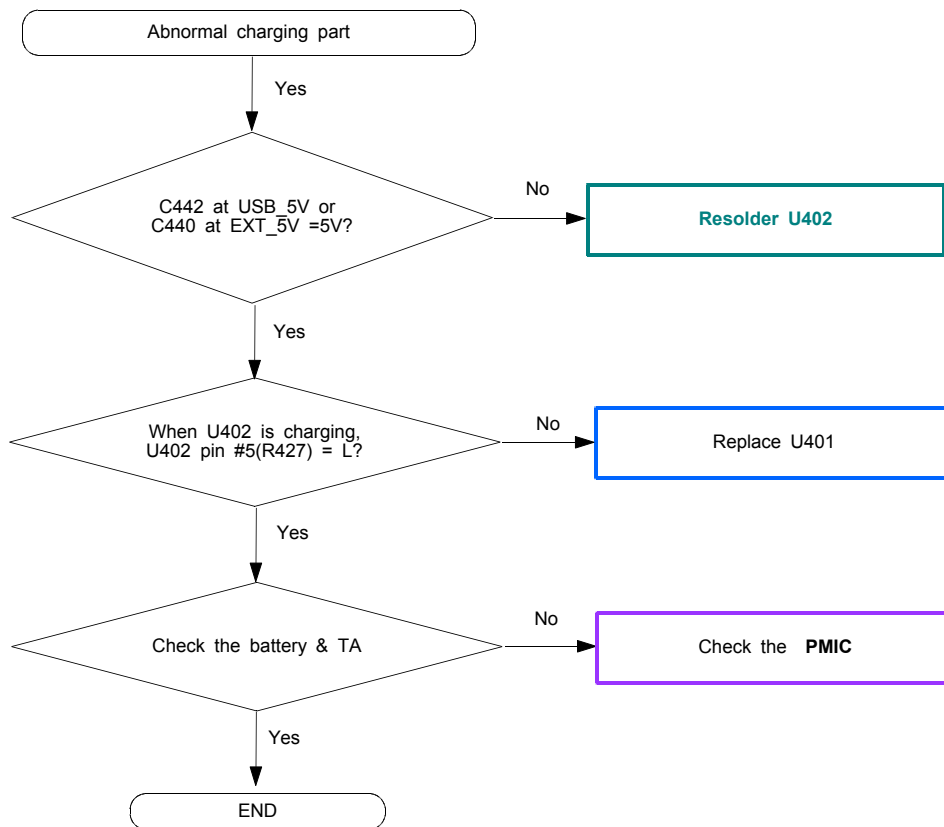 Abnormal charging part
Yes
C442 at USB_5V or
C440 at EXT_5V =5V?
No
Resolder U402
Yes
When U402 is charging,
U402 pin #5(R427) = L?
No
Replace U401
Yes
Check the battery & TA
No
Check the PMIC
Yes
END